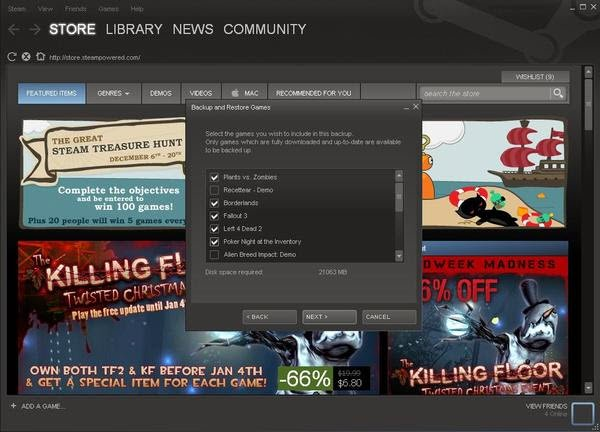 Steam View Friends Games Help
STORE LIBRARY NEWS COMMUNITY
http://store.steampowered.com/
WISHLIST (9)
FEATURED ITEMS GENRES DEMOS VIDEOS MAC RECOMMENDED FOR YOU search the store
Backup and Restore Games
Select the games you wish to include in this backup.
Only games which are fully downloaded and up-to-date are available
to be backed up.
Plants vs. Zombies
Recettear - Demo
Borderlands
Fallout 3
Left 4 Dead 2
Poker Night at the Inventory
Alien Breed Impact: Demo
Disk space required: 21063 MB
< BACK NEXT > CANCEL
THE GREAT
STEAM TREASURE HUNT
DECEMBER 6TH - 20TH
Complete the objectives
and be entered to
win 100 games!
Plus 20 people will win 5 games every
The
KILLING FLOOR
TWISTED CHRISTMAS
Play the free update until Jan 4th
OWN BOTH TF2 & KF BEFORE JAN 4TH
& GET A SPECIAL ITEM FOR EACH GAME!
-66% $19.99
$6.80
DWEEK MADNESS
6% OFF
The
KILLING FLOOR
TWISTED CHRISTMAS EVENT
+ ADD A GAME...
VIEW FRIENDS
4 Online